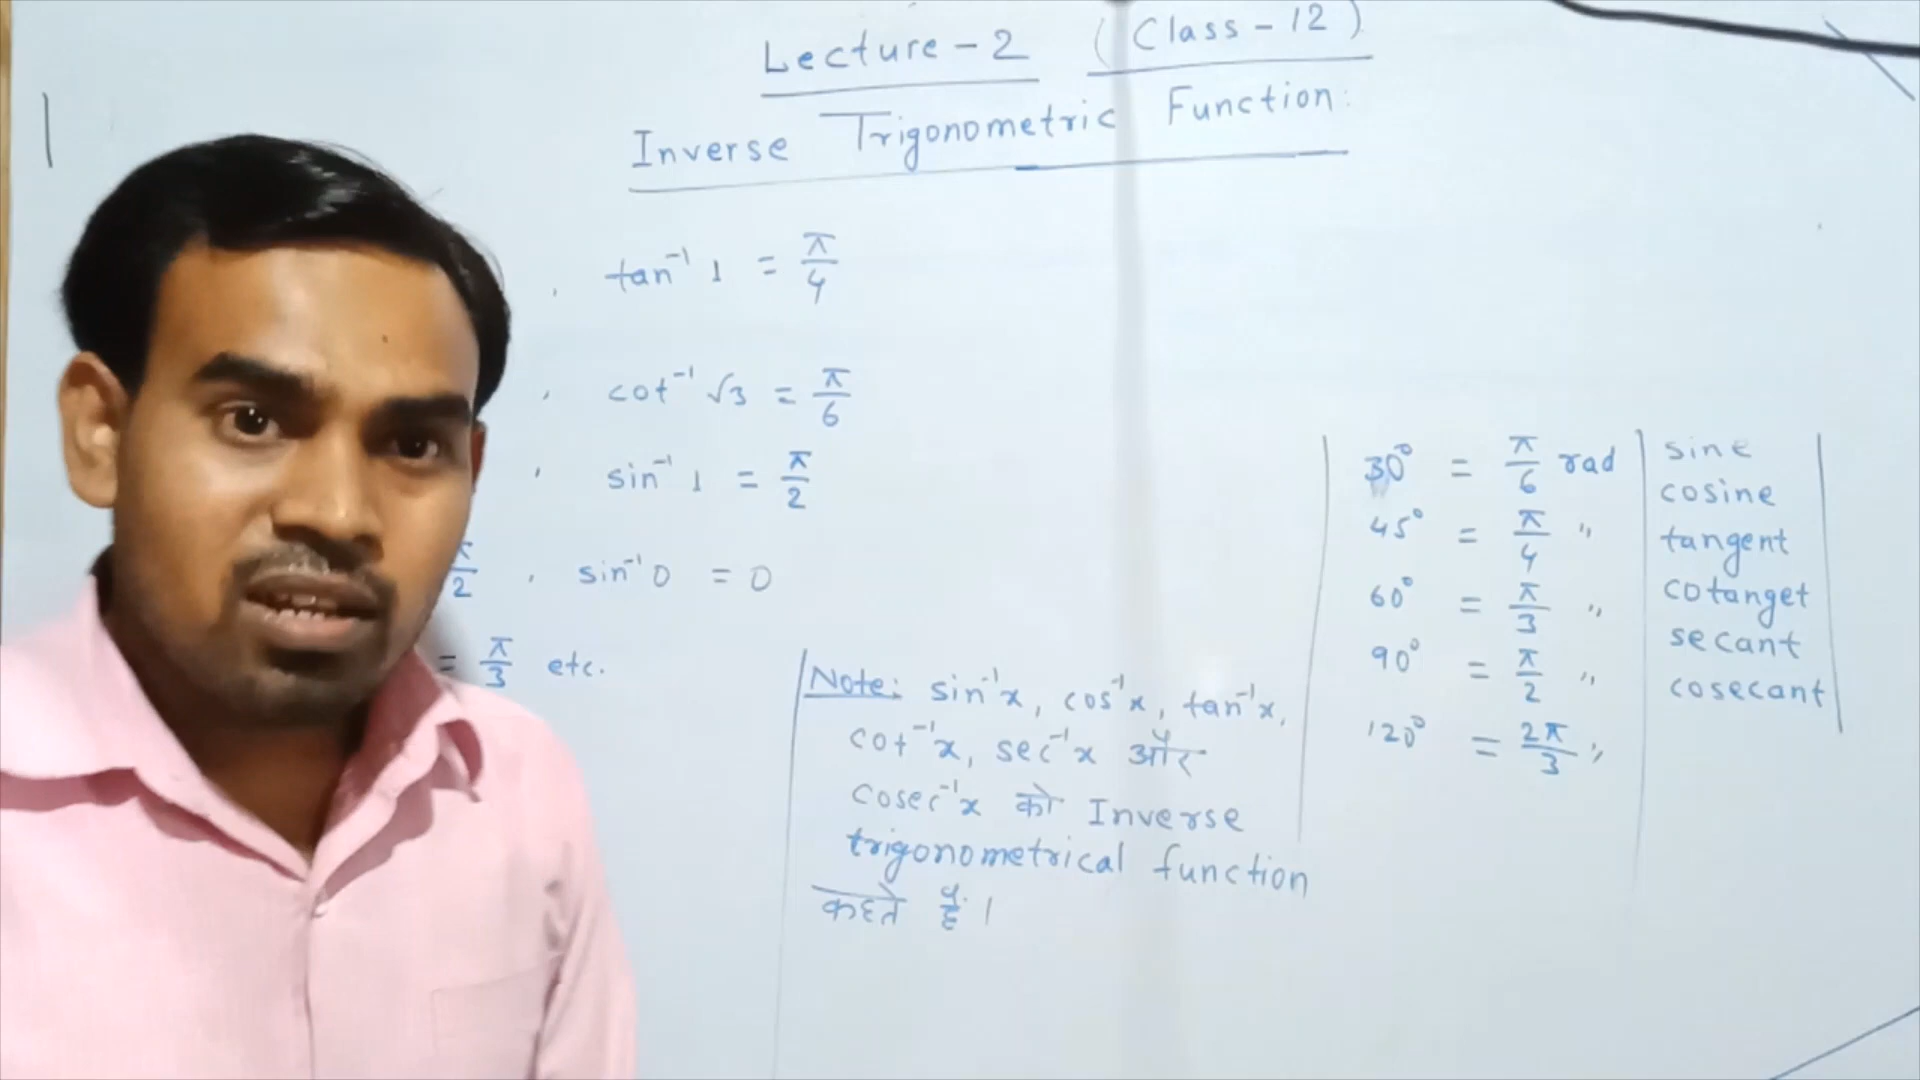 Lecture - 2 (Class - 12)
Inverse Trigonometric Function:
, tan⁻¹ 1 = π/4
, cot⁻¹ √3 = π/6
, sin⁻¹ 1 = π/2
π/2 , sin⁻¹ 0 = 0
= π/3 etc.
Note: sin⁻¹x, cos⁻¹x, tan⁻¹x,
cot⁻¹x, sec⁻¹x और
cosec⁻¹x को Inverse
trigonometrical function
कहते हैं।
30° = π/6 rad
45° = π/4 "
60° = π/3 "
90° = π/2 "
120° = 2π/3 "
sine
cosine
tangent
cotanget
secant
cosecant